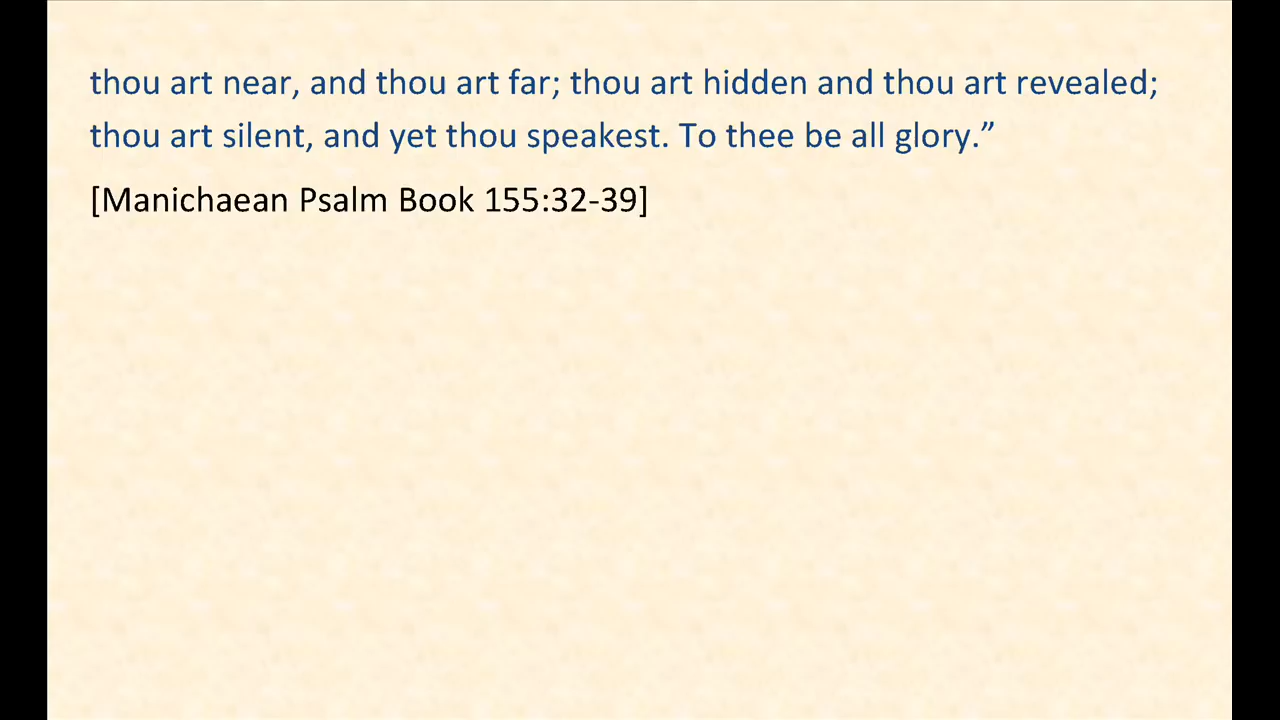 thou art near, and thou art far; thou art hidden and thou art revealed;
thou art silent, and yet thou speakest. To thee be all glory.”
[Manichaean Psalm Book 155:32-39]